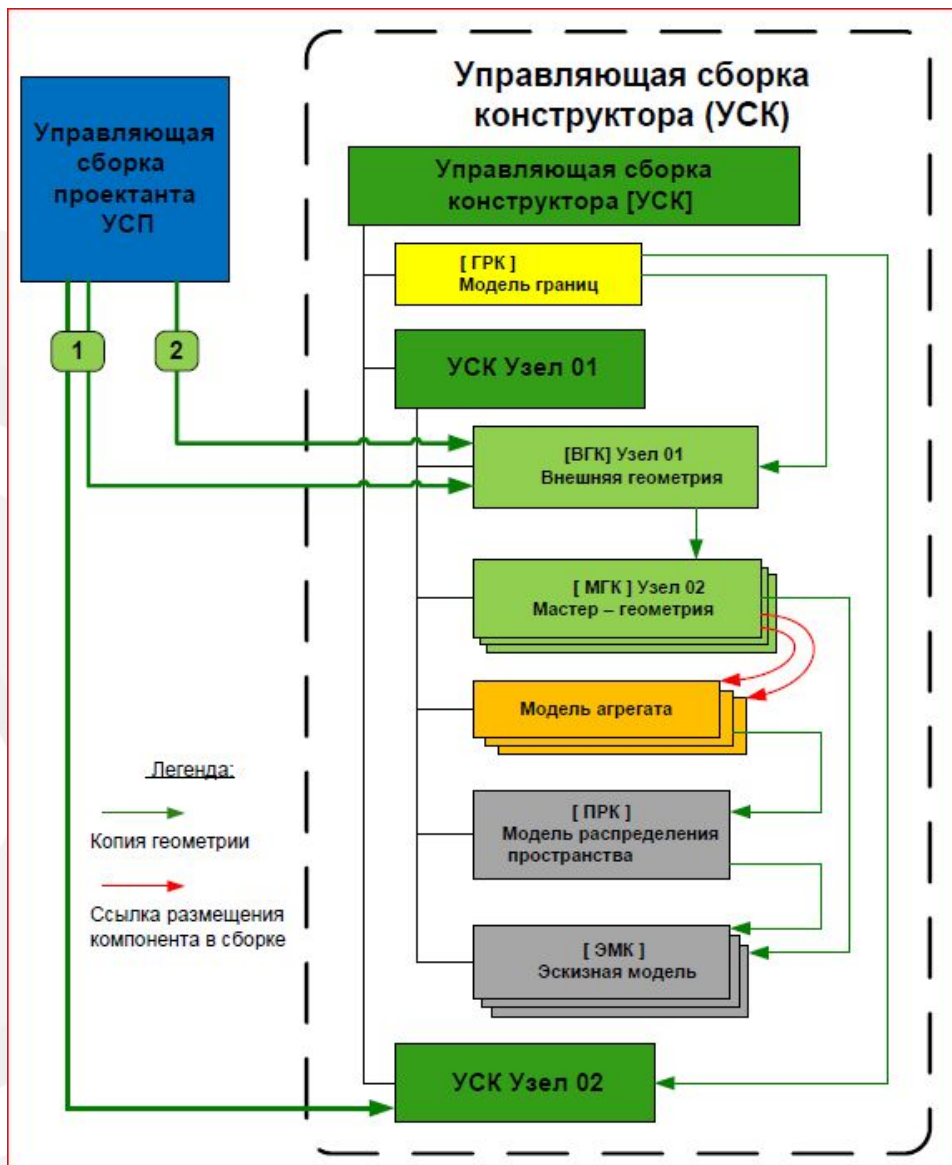 Управляющая сборка
конструктора (УСК)
Управляющая
сборка
проектанта
УСП
Управляющая сборка
конструктора [УСК]
[ ГРК ]
Модель границ
1
2
УСК Узел 01
[ВГК] Узел 01
Внешняя геометрия
[ МГК ] Узел 02
Мастер – геометрия
Модель агрегата
Легенда:
Копия геометрии
Ссылка размещения
компонента в сборке
[ ПРК ]
Модель распределения
пространства
[ ЭМК ]
Эскизная модель
УСК Узел 02